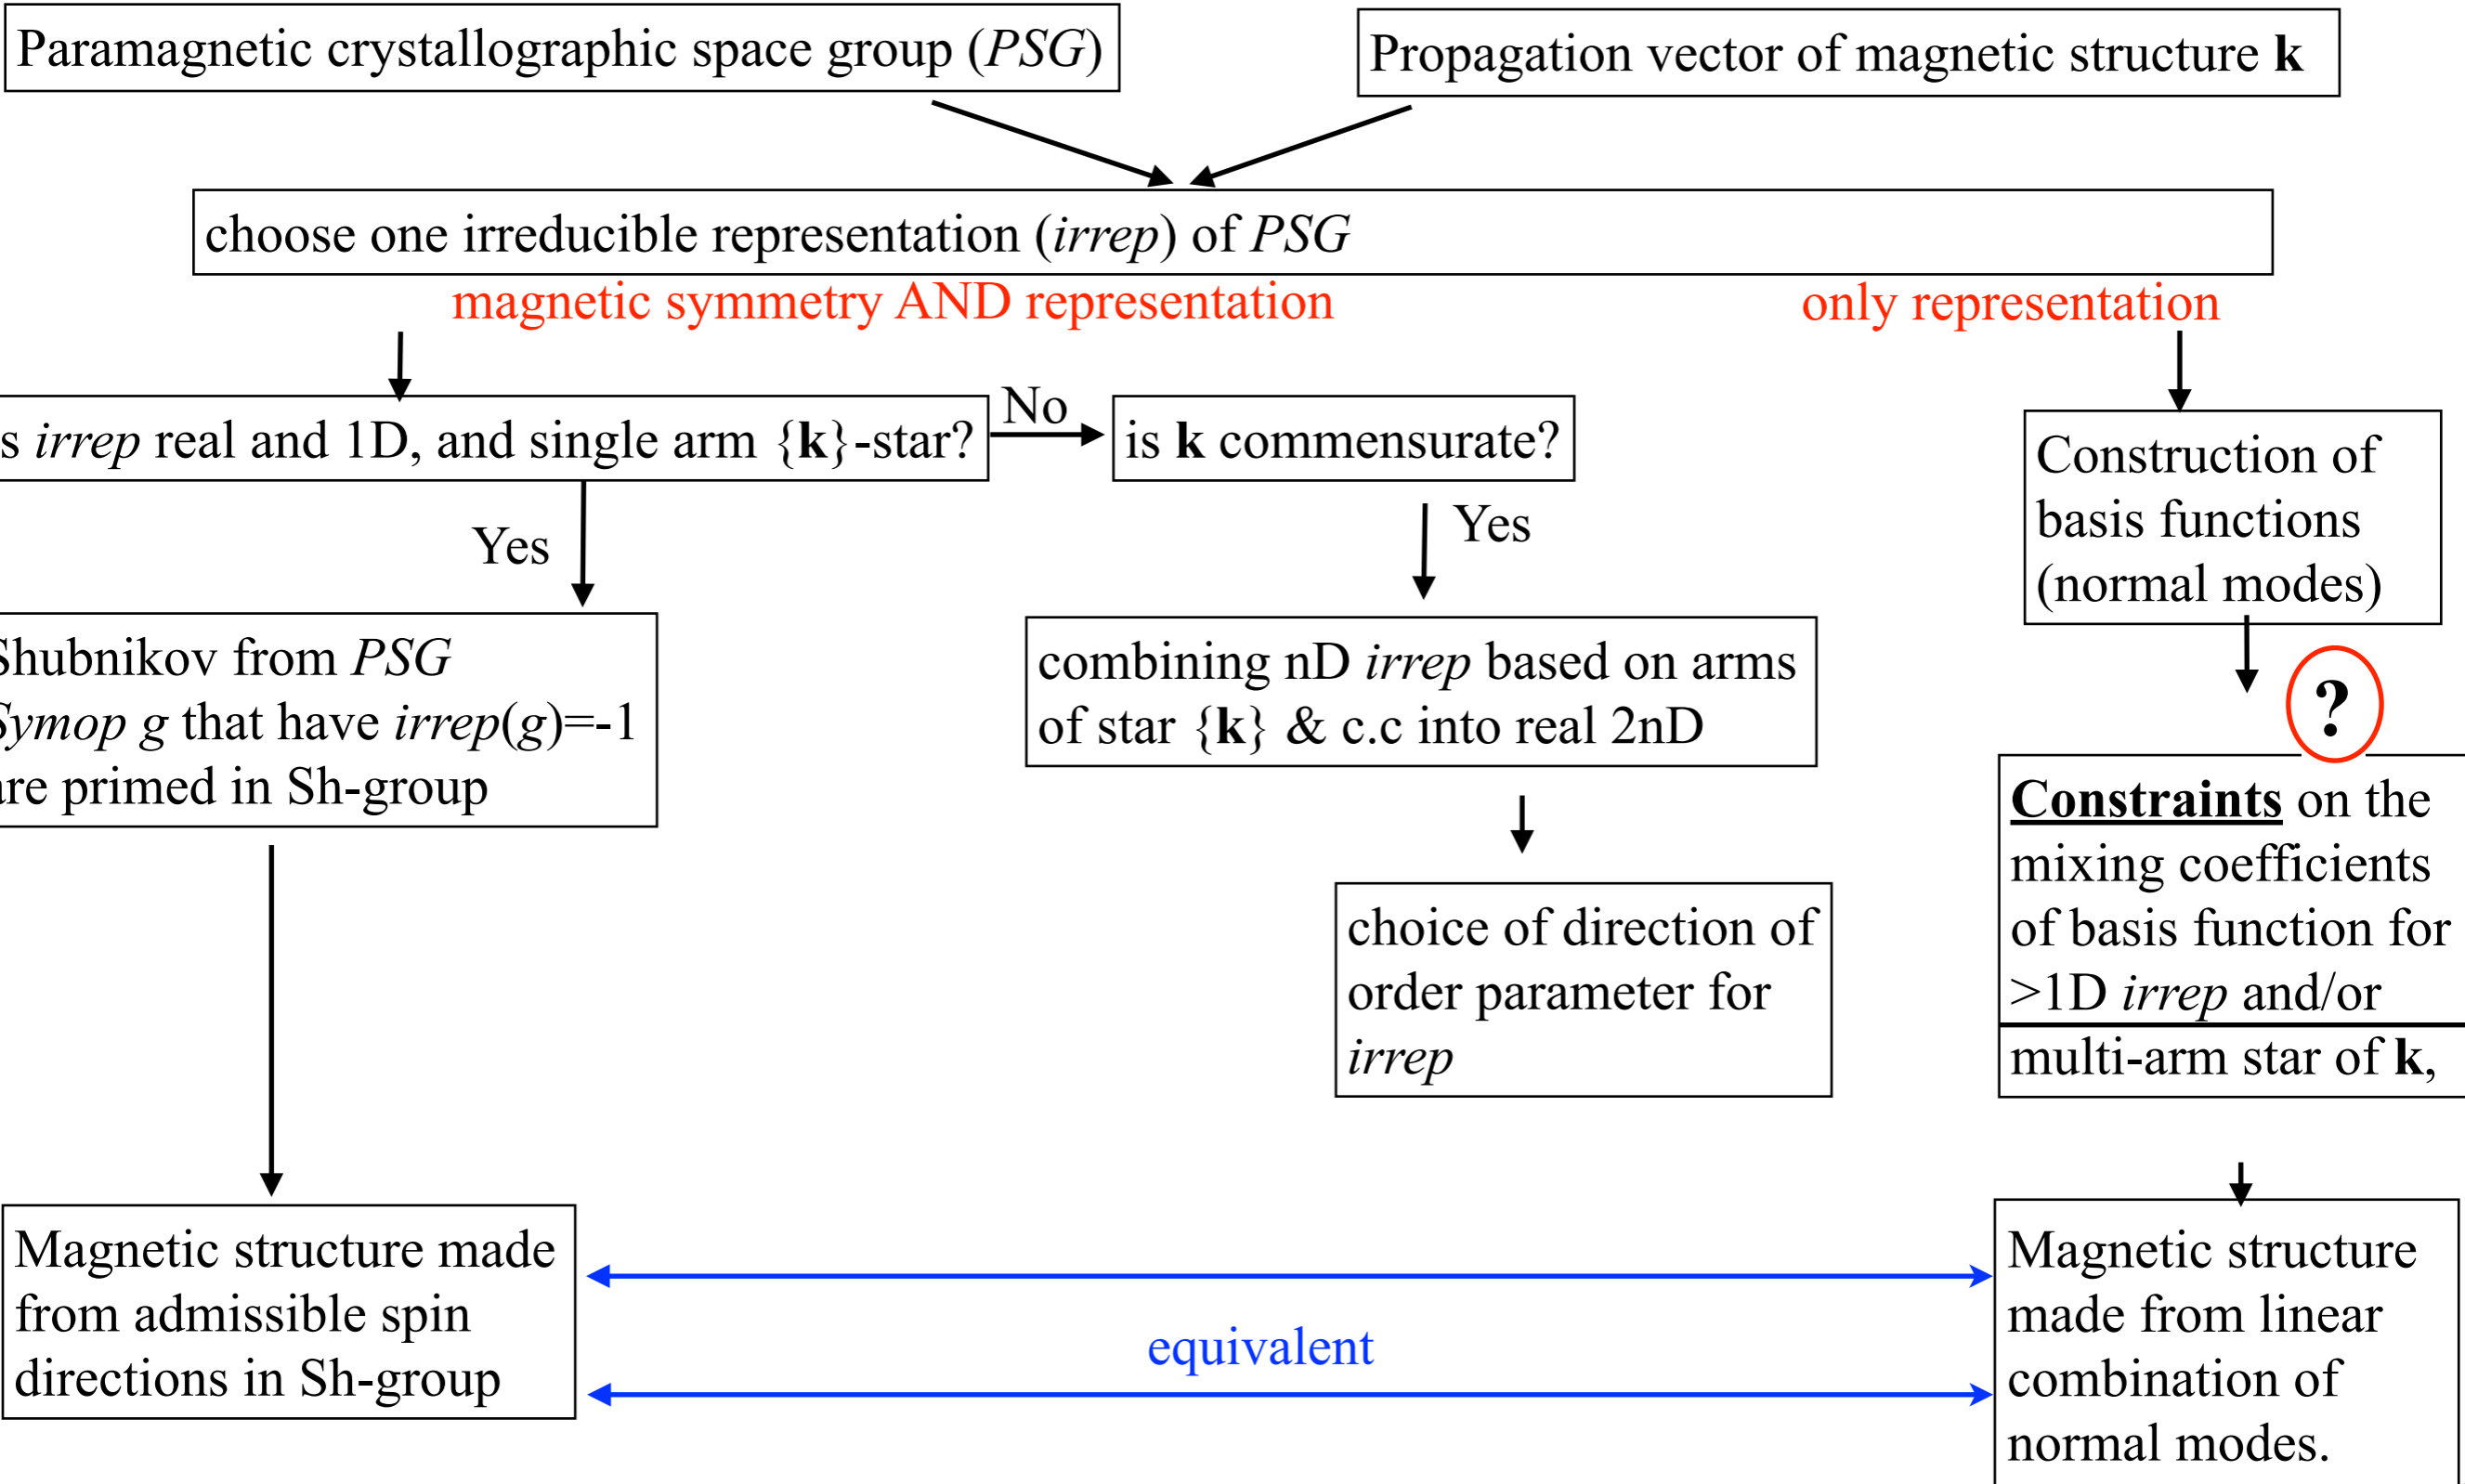 Paramagnetic crystallographic space group (PSG)
Propagation vector of magnetic structure k
choose one irreducible representation (irrep) of PSG
magnetic symmetry AND representation
only representation
s irrep real and 1D, and single arm {k}-star?
No
is k commensurate?
Yes
Yes
Construction of
basis functions
(normal modes)
Shubnikov from PSG
Symop g that have irrep(g)=-1
are primed in Sh-group
combining nD irrep based on arms
of star {k} & c.c into real 2nD
?
choice of direction of
order parameter for
irrep
Constraints on the
mixing coefficients
of basis function for
>1D irrep and/or
multi-arm star of k,
Magnetic structure made
from admissible spin
directions in Sh-group
equivalent
Magnetic structure
made from linear
combination of
normal modes.